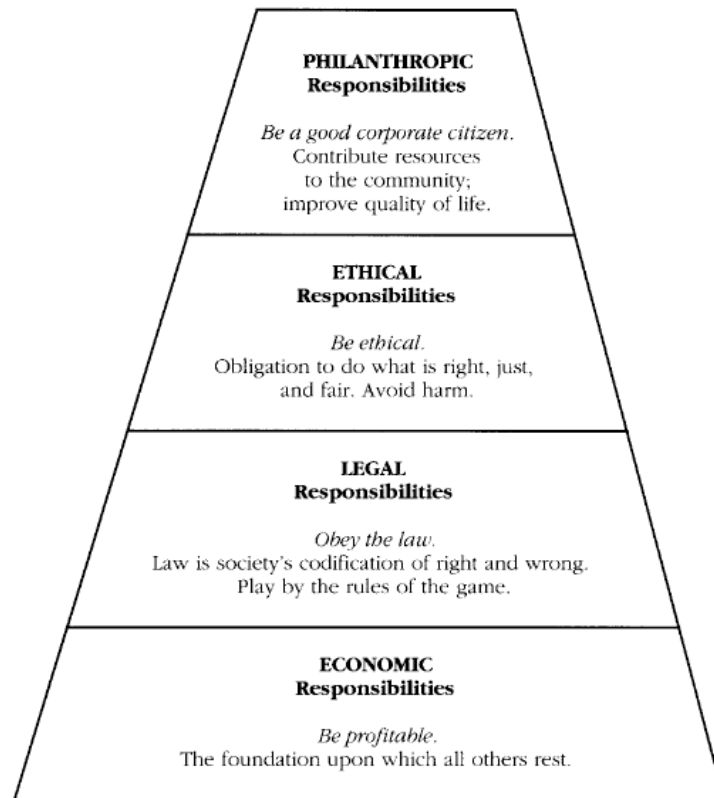 PHILANTHROPIC
Responsibilities
Be a good corporate citizen.
Contribute resources
to the community;
improve quality of life.
ETHICAL
Responsibilities
Be ethical.
Obligation to do what is right, just,
and fair. Avoid harm.
LEGAL
Responsibilities
Obey the law.
Law is society's codification of right and wrong.
Play by the rules of the game.
ECONOMIC
Responsibilities
Be profitable.
The foundation upon which all others rest.